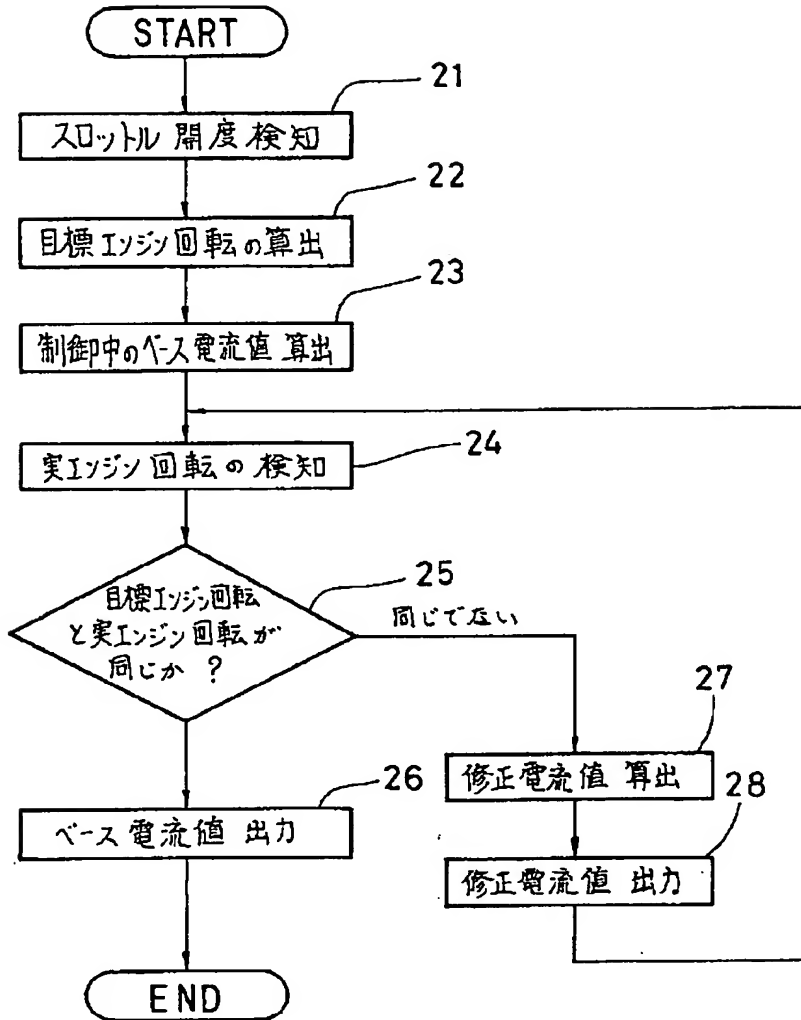 START
21
スロットル 開度検知
22
目標エンジン回転の算出
23
制御中のベース電流値 算出
実エンジン回転の検知
24
目標エンジン回転
と実エンジン回転が
同じか？
25
同じでない
27
修正電流値 算出
28
修正電流値 出力
26
ベース電流値 出力
END